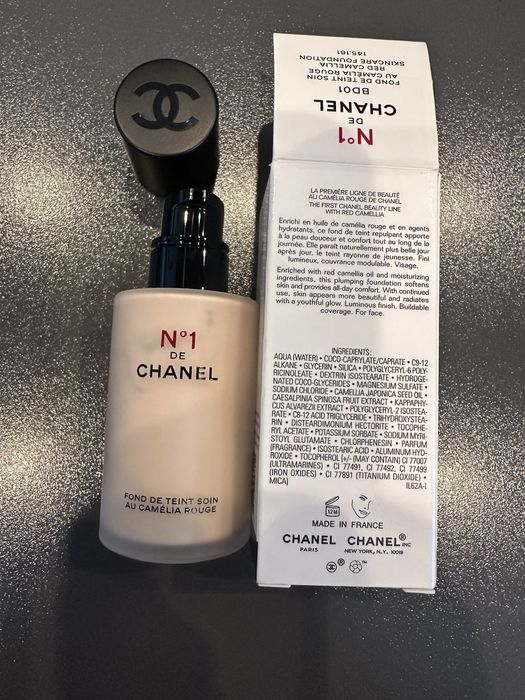 N°1
DE
CHANEL
FOND DE TEINT SOIN
AU CAMÉLIA ROUGE
145.161
SKINCARE FOUNDATION
RED CAMELLIA
AU CAMÉLIA ROUGE
FOND DE TEINT SOIN
BD01
CHANEL
DE
N°1
LA PREMIÈRE LIGNE DE BEAUTÉ
AU CAMÉLIA ROUGE DE CHANEL
THE FIRST CHANEL BEAUTY LINE
WITH RED CAMELLIA
Enrichi en huile de camélia rouge et en agents
hydratants, ce fond de teint repulpant apporte
à la peau douceur et confort tout au long de la
journée. Elle paraît naturellement plus belle jour
après jour, le teint rayonne de jeunesse. Fini
lumineux, couvrance modulable. Visage.
Enriched with red camellia oil and moisturizing
ingredients, this plumping foundation softens
skin and provides all-day comfort. With continued
use, skin appears more beautiful and radiates
with a youthful glow. Luminous finish. Buildable
coverage. For face.
INGREDIENTS:
AQUA (WATER) • COCO-CAPRYLATE/CAPRATE • C9-12
ALKANE • GLYCERIN • SILICA • POLYGLYCERYL-6 POLY-
RICINOLEATE • DEXTRIN ISOSTEARATE • HYDROGE-
NATED COCO-GLYCERIDES • MAGNESIUM SULFATE •
SODIUM CHLORIDE • CAMELLIA JAPONICA SEED OIL •
CAESALPINIA SPINOSA FRUIT EXTRACT • KAPPAPHY-
CUS ALVAREZII EXTRACT • POLYGLYCERYL-2 ISOSTEA-
RATE • C8-12 ACID TRIGLYCERIDE • TRIHYDROXYSTEA-
RIN • DISTEARDIMONIUM HECTORITE • TOCOPHE-
RYL ACETATE • POTASSIUM SORBATE • SODIUM MYRI-
STOYL GLUTAMATE • CHLORPHENESIN • PARFUM
(FRAGRANCE) • ISOSTEARIC ACID • ALUMINUM HYD-
ROXIDE • TOCOPHEROL [+/- (MAY CONTAIN) CI 77007
(ULTRAMARINES) • CI 77491, CI 77492, CI 77499
(IRON OXIDES) • CI 77891 (TITANIUM DIOXIDE) •
MICA] IL62A-I
12M
MADE IN FRANCE
CHANEL CHANEL® INC
PARIS NEW YORK, N.Y. 10019